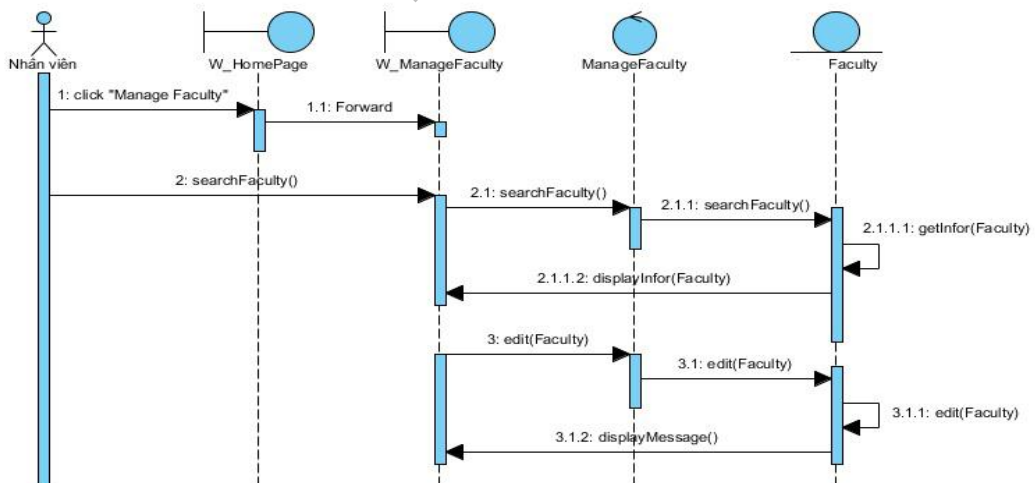 Nhân viên
W_HomePage
W_ManageFaculty
ManageFaculty
Faculty
1: click "Manage Faculty"
1.1: Forward
2: searchFaculty()
2.1: searchFaculty()
2.1.1: searchFaculty()
2.1.1.1: getInfor(Faculty)
2.1.1.2: displayInfor(Faculty)
3: edit(Faculty)
3.1: edit(Faculty)
3.1.1: edit(Faculty)
3.1.2: displayMessage()